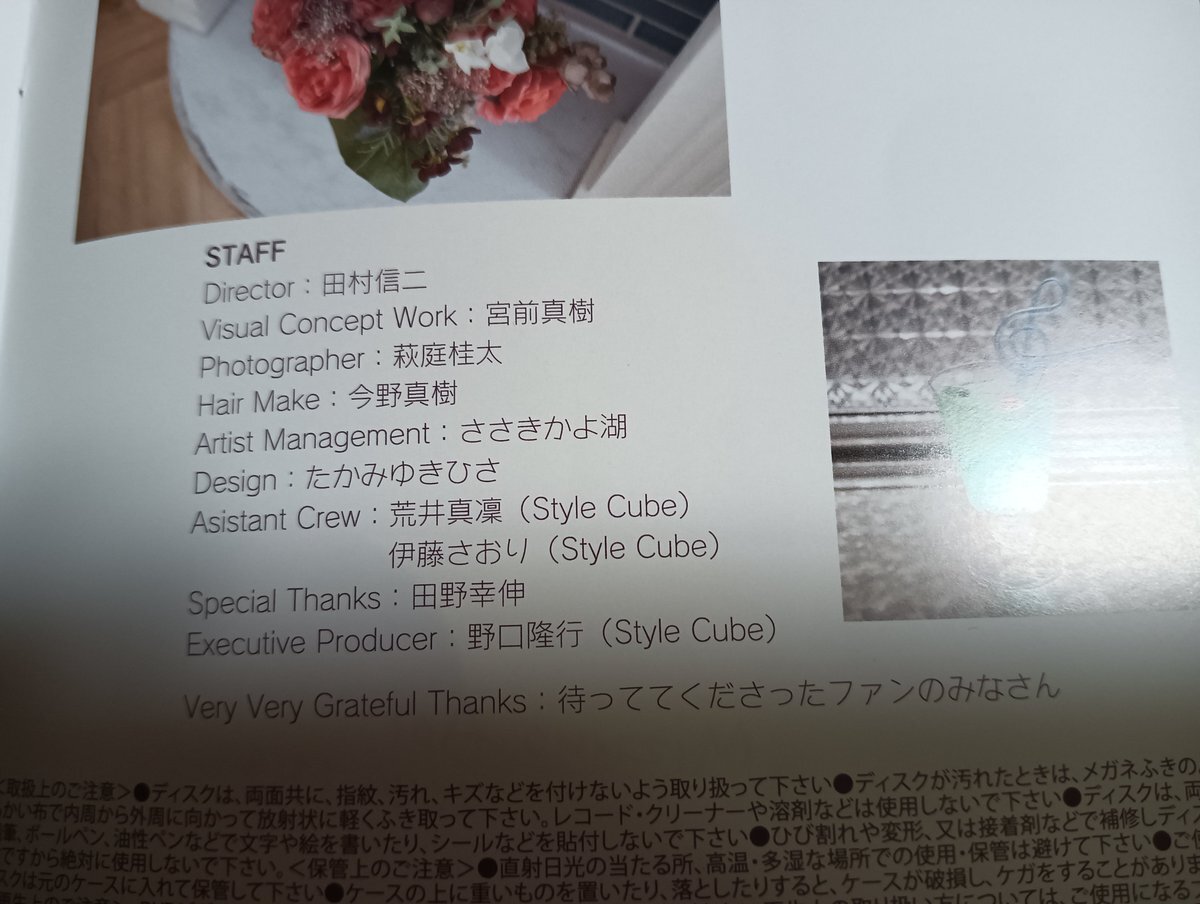 STAFF
Director：田村信二
Visual Concept Work：宮前真樹
Photographer：萩庭桂太
Hair Make：今野真樹
Artist Management：ささきかよ湖
Design：たかみゆきひさ
Asistant Crew：荒井真凜（Style Cube）
伊藤さおり（Style Cube）
Special Thanks：田野幸伸
Executive Producer：野口隆行（Style Cube）
Very Very Grateful Thanks：待っててくださったファンのみなさん
＜取扱上のご注意＞●ディスクは、両面共に、指紋、汚れ、キズなどを付けないよう取り扱って下さい●ディスクが汚れたときは、メガネふきの
かい布で内周から外周に向かって放射状に軽くふき取って下さい。レコード・クリーナーや溶剤などは使用しないで下さい●ディスクは、両
筆、ボールペン、油性ペンなどで文字や絵を書いたり、シールなどを貼付しないで下さい●ひび割れや変形、又は接着剤などで補修しディス
ですから絶対に使用しないで下さい。＜保管上のご注意＞●直射日光の当たる所、高温・多湿な場所での使用・保管は避けて下さい●ご
スクは元のケースに入れて保管して下さい●ケースの上に重いものを置いたり、落としたりすると、ケースが破損し、ケガをすることがありま